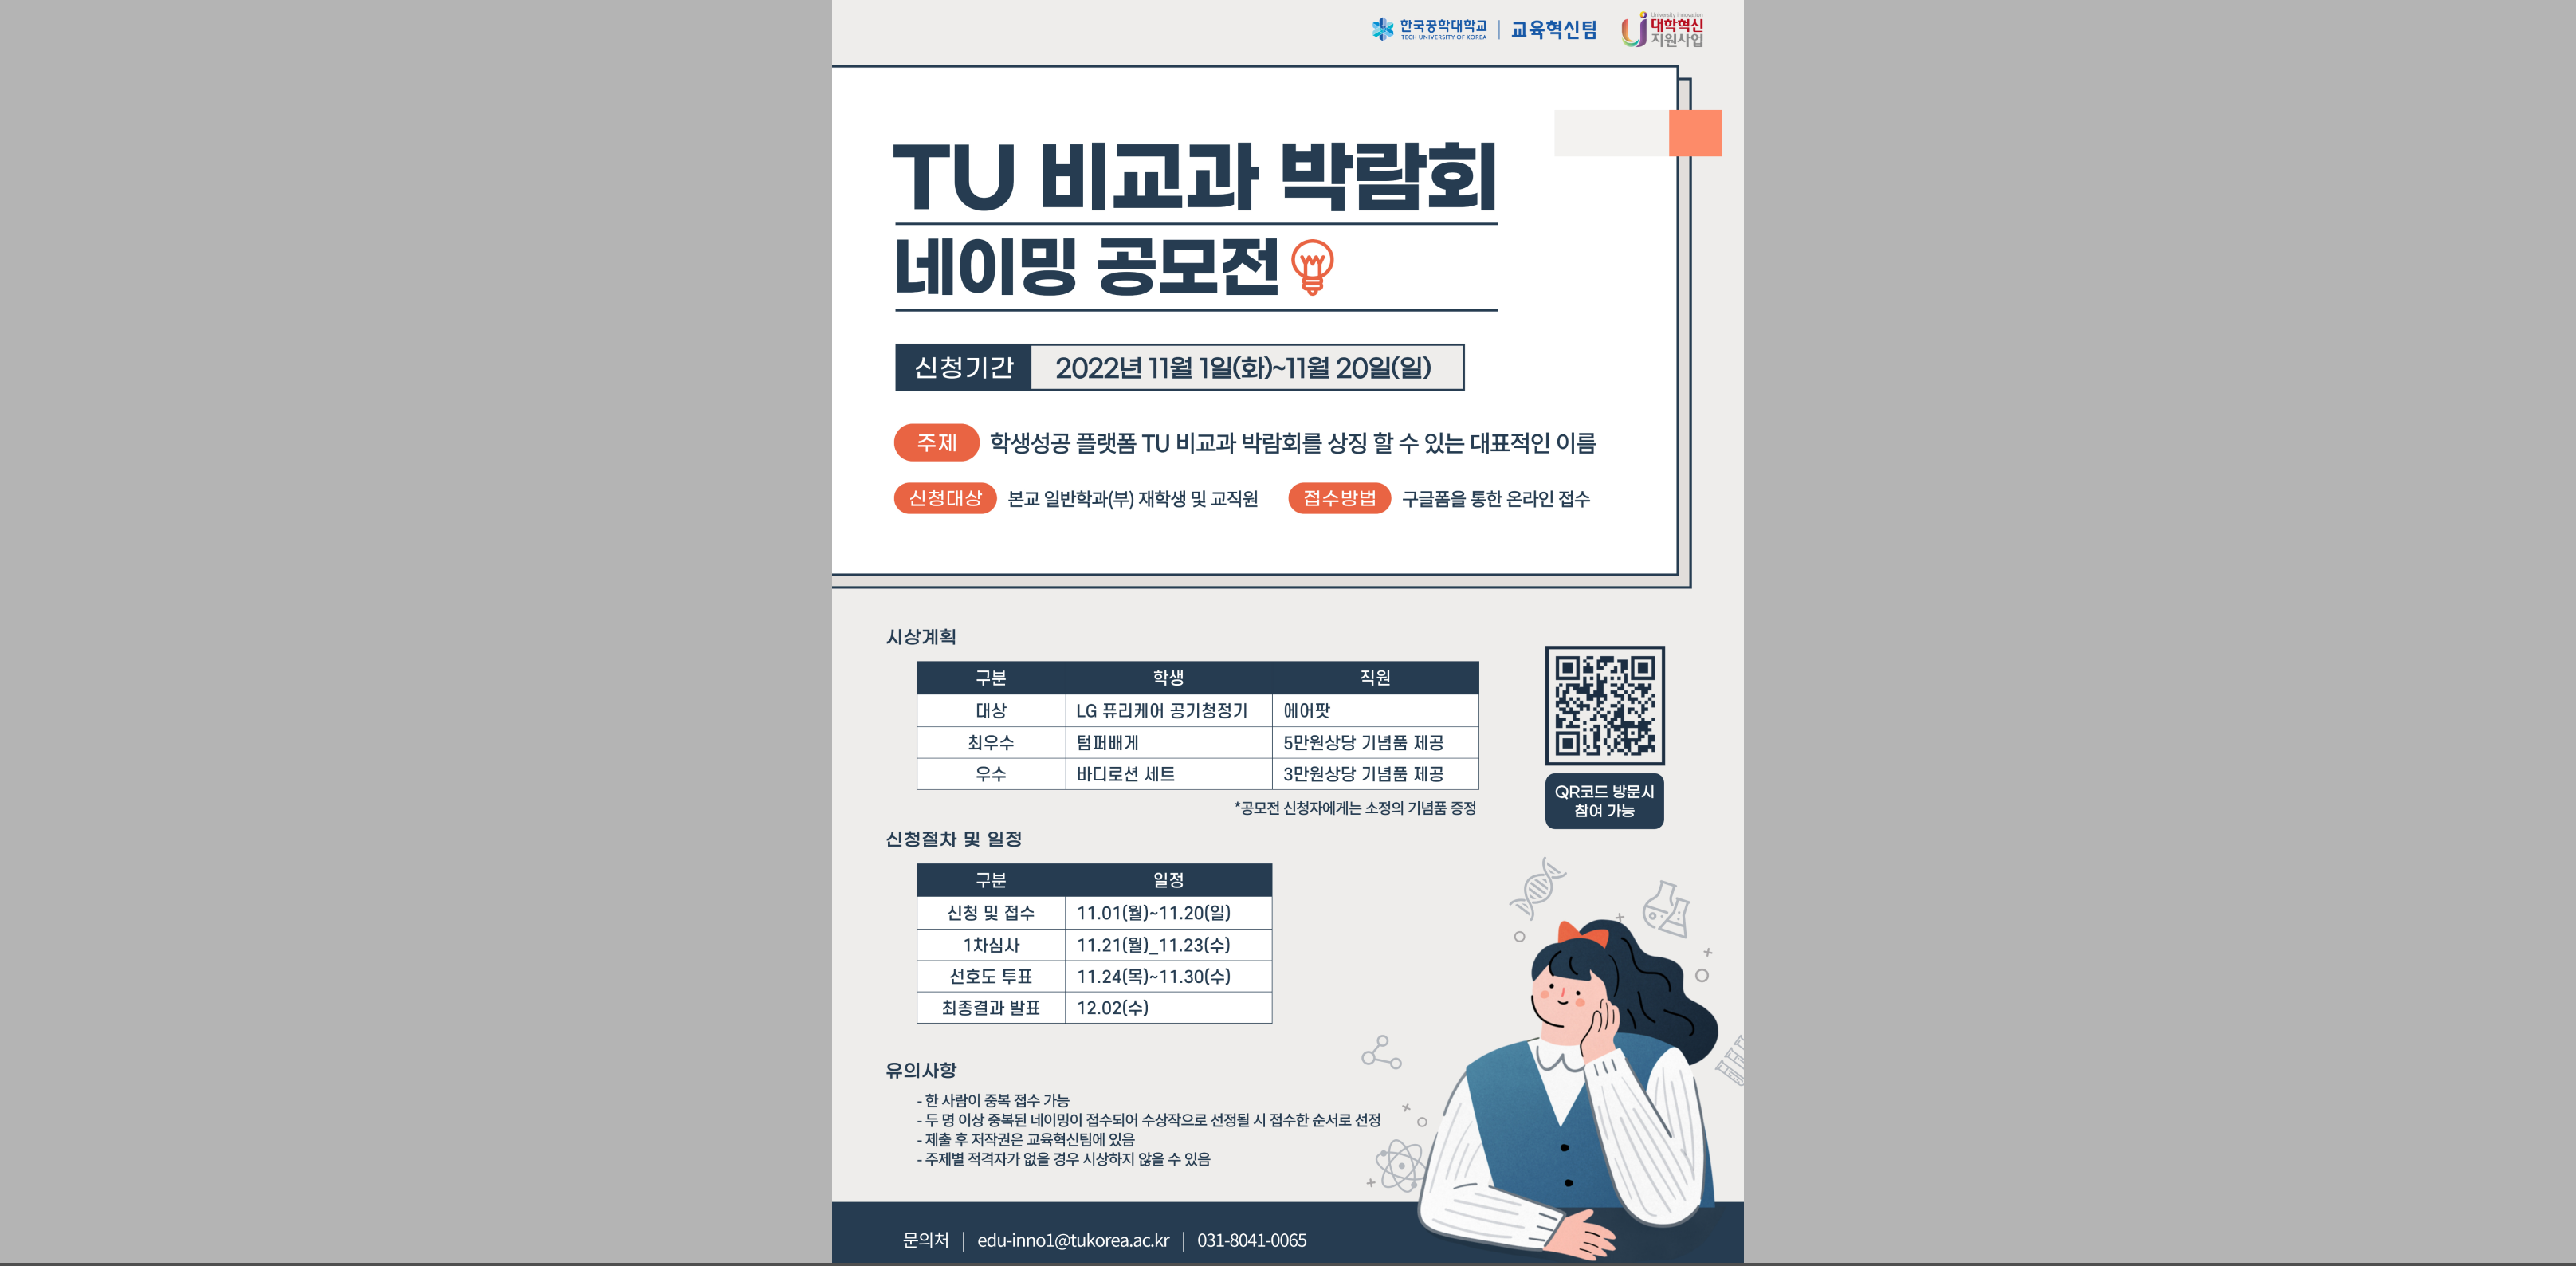 한국공학대학교
TECH UNIVERSITY OF KOREA
교육혁신팀
University Innovation
대학혁신
지원사업
TU 비교과 박람회
네이밍 공모전
신청기간 2022년 11월 1일(화)~11월 20일(일)
주제 학생성공 플랫폼 TU 비교과 박람회를 상징 할 수 있는 대표적인 이름
신청대상 본교 일반학과(부) 재학생 및 교직원 접수방법 구글폼을 통한 온라인 접수
시상계획
구분 학생 직원
대상 LG 퓨리케어 공기청정기 에어팟
최우수 텀퍼배게 5만원상당 기념품 제공
우수 바디로션 세트 3만원상당 기념품 제공
*공모전 신청자에게는 소정의 기념품 증정
QR코드 방문시
참여 가능
신청절차 및 일정
구분 일정
신청 및 접수 11.01(월)~11.20(일)
1차심사 11.21(월)_11.23(수)
선호도 투표 11.24(목)~11.30(수)
최종결과 발표 12.02(수)
유의사항
- 한 사람이 중복 접수 가능
- 두 명 이상 중복된 네이밍이 접수되어 수상작으로 선정될 시 접수한 순서로 선정
- 제출 후 저작권은 교육혁신팀에 있음
- 주제별 적격자가 없을 경우 시상하지 않을 수 있음
문의처 | edu-inno1@tukorea.ac.kr | 031-8041-0065